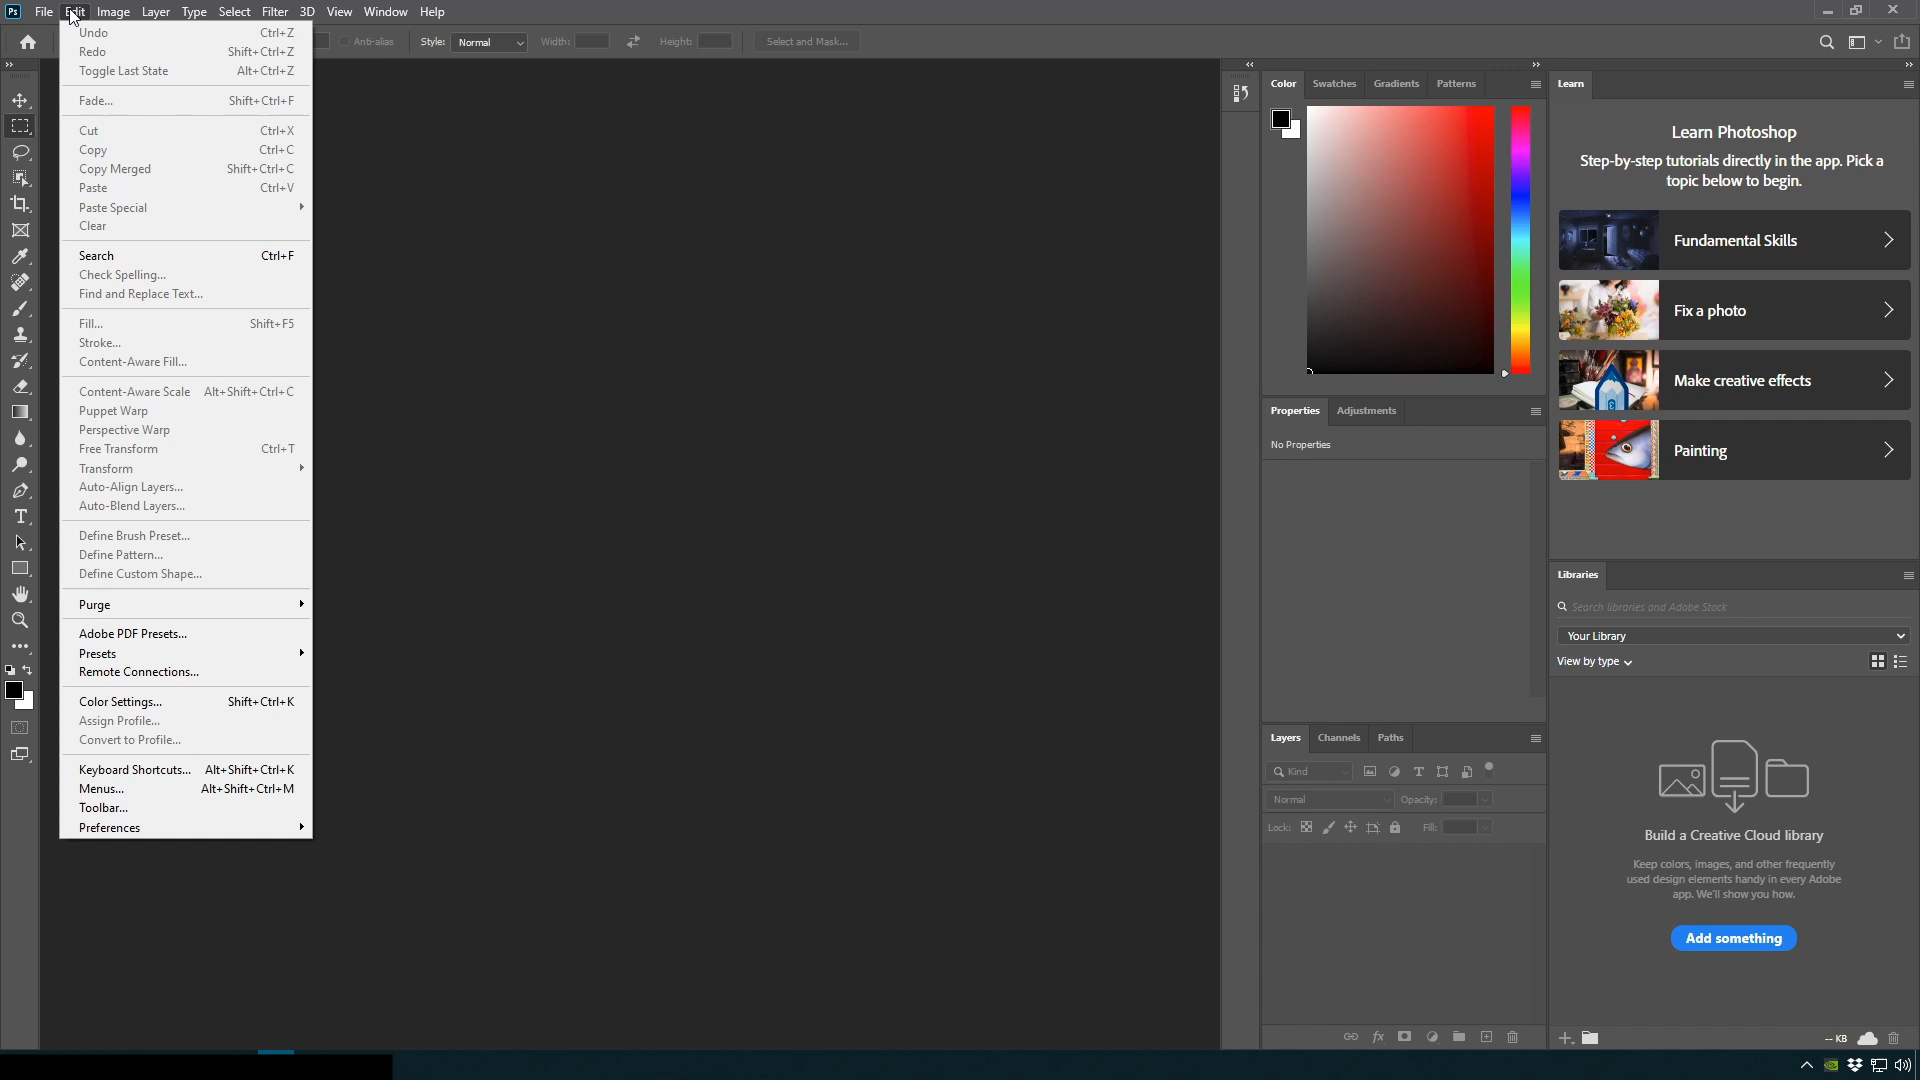 Ps File Edit Image Layer Type Select Filter 3D View Window Help
Anti-alias Style: Normal Width: Height: Select and Mask...
Undo Ctrl+Z
Redo Shift+Ctrl+Z
Toggle Last State Alt+Ctrl+Z
Fade... Shift+Ctrl+F
Cut Ctrl+X
Copy Ctrl+C
Copy Merged Shift+Ctrl+C
Paste Ctrl+V
Paste Special
Clear
Search Ctrl+F
Check Spelling...
Find and Replace Text...
Fill... Shift+F5
Stroke...
Content-Aware Fill...
Content-Aware Scale Alt+Shift+Ctrl+C
Puppet Warp
Perspective Warp
Free Transform Ctrl+T
Transform
Auto-Align Layers...
Auto-Blend Layers...
Define Brush Preset...
Define Pattern...
Define Custom Shape...
Purge
Adobe PDF Presets...
Presets
Remote Connections...
Color Settings... Shift+Ctrl+K
Assign Profile...
Convert to Profile...
Keyboard Shortcuts... Alt+Shift+Ctrl+K
Menus... Alt+Shift+Ctrl+M
Toolbar...
Preferences
Color Swatches Gradients Patterns
Properties Adjustments
No Properties
Layers Channels Paths
Kind
Normal Opacity:
Lock: Fill:
Learn
Learn Photoshop
Step-by-step tutorials directly in the app. Pick a
topic below to begin.
Fundamental Skills
Fix a photo
Make creative effects
Painting
Libraries
Search libraries and Adobe Stock
Your Library
View by type
Build a Creative Cloud library
Keep colors, images, and other frequently
used design elements handy in every Adobe
app. We'll show you how.
Add something
-- KB